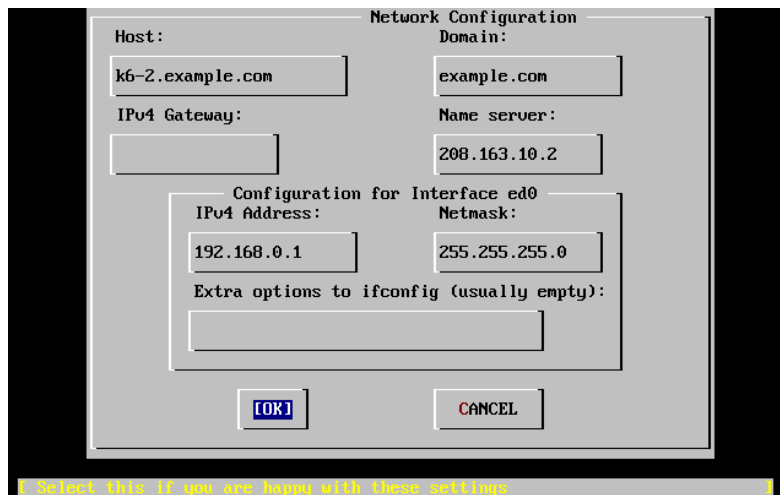 Network Configuration
Host: Domain:
k6-2.example.com example.com
IPv4 Gateway: Name server:
208.163.10.2
Configuration for Interface ed0
IPv4 Address: Netmask:
192.168.0.1 255.255.255.0
Extra options to ifconfig (usually empty):
[OK] CANCEL
[ Select this if you are happy with these settings ]